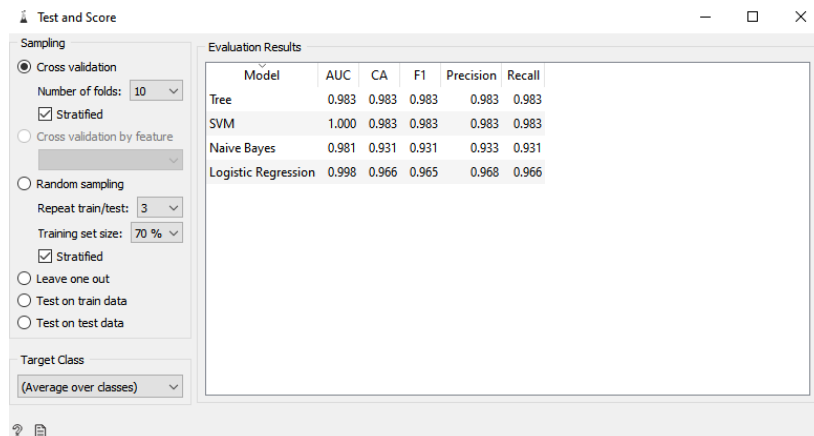 Test and Score
Sampling
Cross validation
Number of folds: 10
Stratified
Cross validation by feature
Random sampling
Repeat train/test: 3
Training set size: 70 %
Stratified
Leave one out
Test on train data
Test on test data
Target Class
(Average over classes)
Evaluation Results
Model AUC CA F1 Precision Recall
Tree 0.983 0.983 0.983 0.983 0.983
SVM 1.000 0.983 0.983 0.983 0.983
Naive Bayes 0.981 0.931 0.931 0.933 0.931
Logistic Regression 0.998 0.966 0.965 0.968 0.966